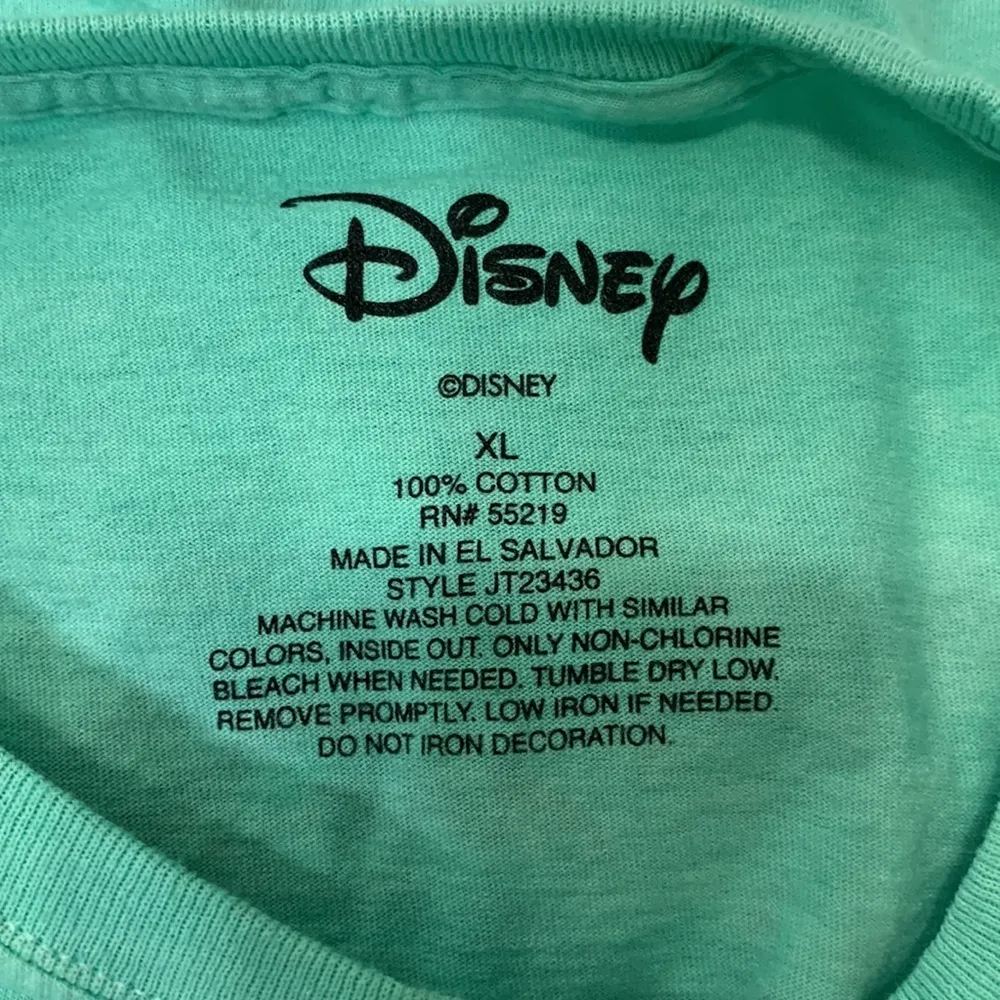 Disney
©DISNEY
XL
100% COTTON
RN# 55219
MADE IN EL SALVADOR
STYLE JT23436
MACHINE WASH COLD WITH SIMILAR
COLORS, INSIDE OUT. ONLY NON-CHLORINE
BLEACH WHEN NEEDED. TUMBLE DRY LOW.
REMOVE PROMPTLY. LOW IRON IF NEEDED.
DO NOT IRON DECORATION.